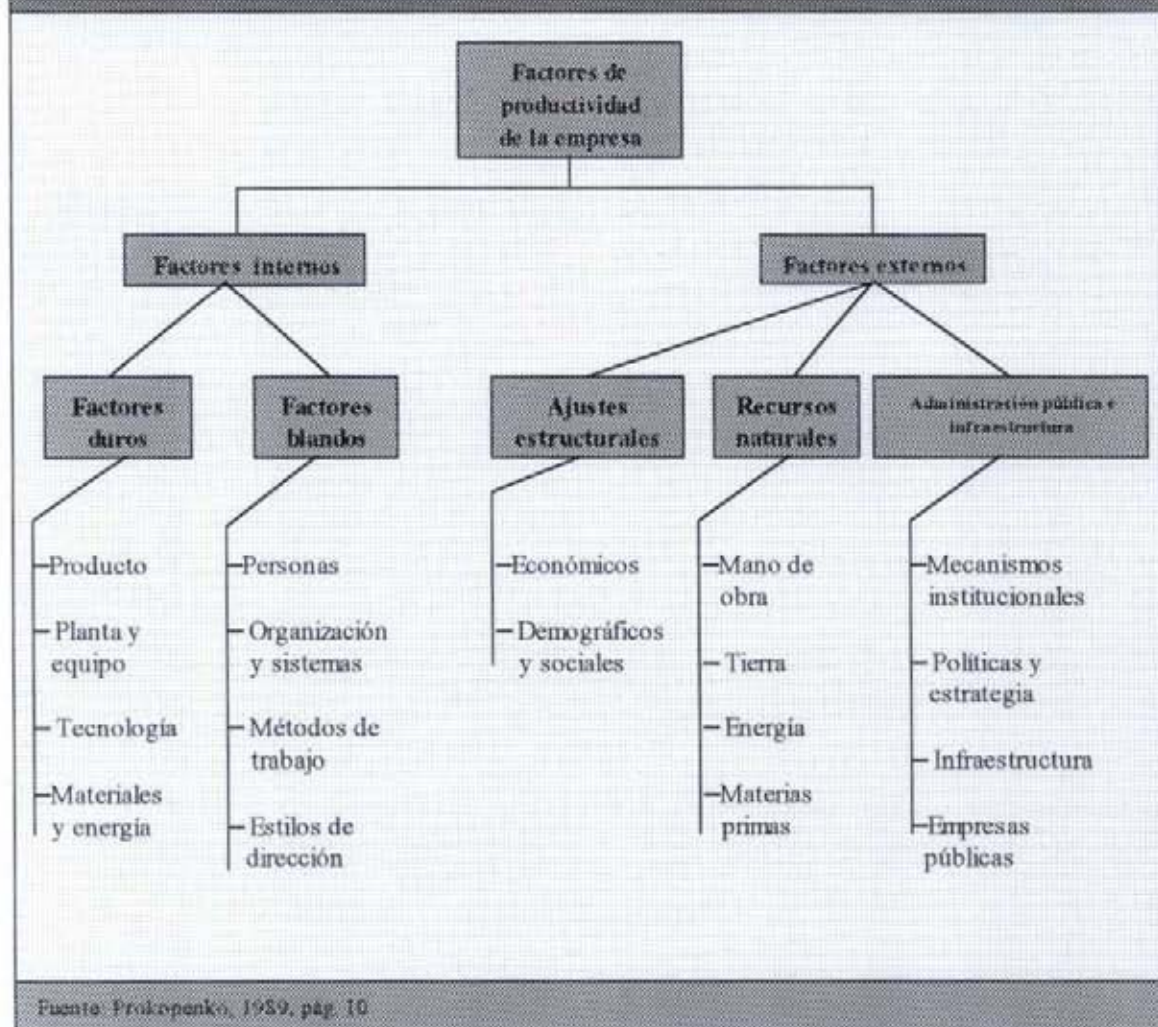 Factores de
productividad
de la empresa
Factores internos
Factores externos
Factores
duros
Factores
blandos
Ajustes
estructurales
Recursos
naturales
Administración pública e
infraestructura
Producto
Planta y
equipo
Tecnología
Materiales
y energía
Personas
Organización
y sistemas
Métodos de
trabajo
Estilos de
dirección
Económicos
Demográficos
y sociales
Mano de
obra
Tierra
Energía
Materias
primas
Mecanismos
institucionales
Políticas y
estrategia
Infraestructura
Empresas
públicas
Fuente: Prokopenko, 1989, pág. 10